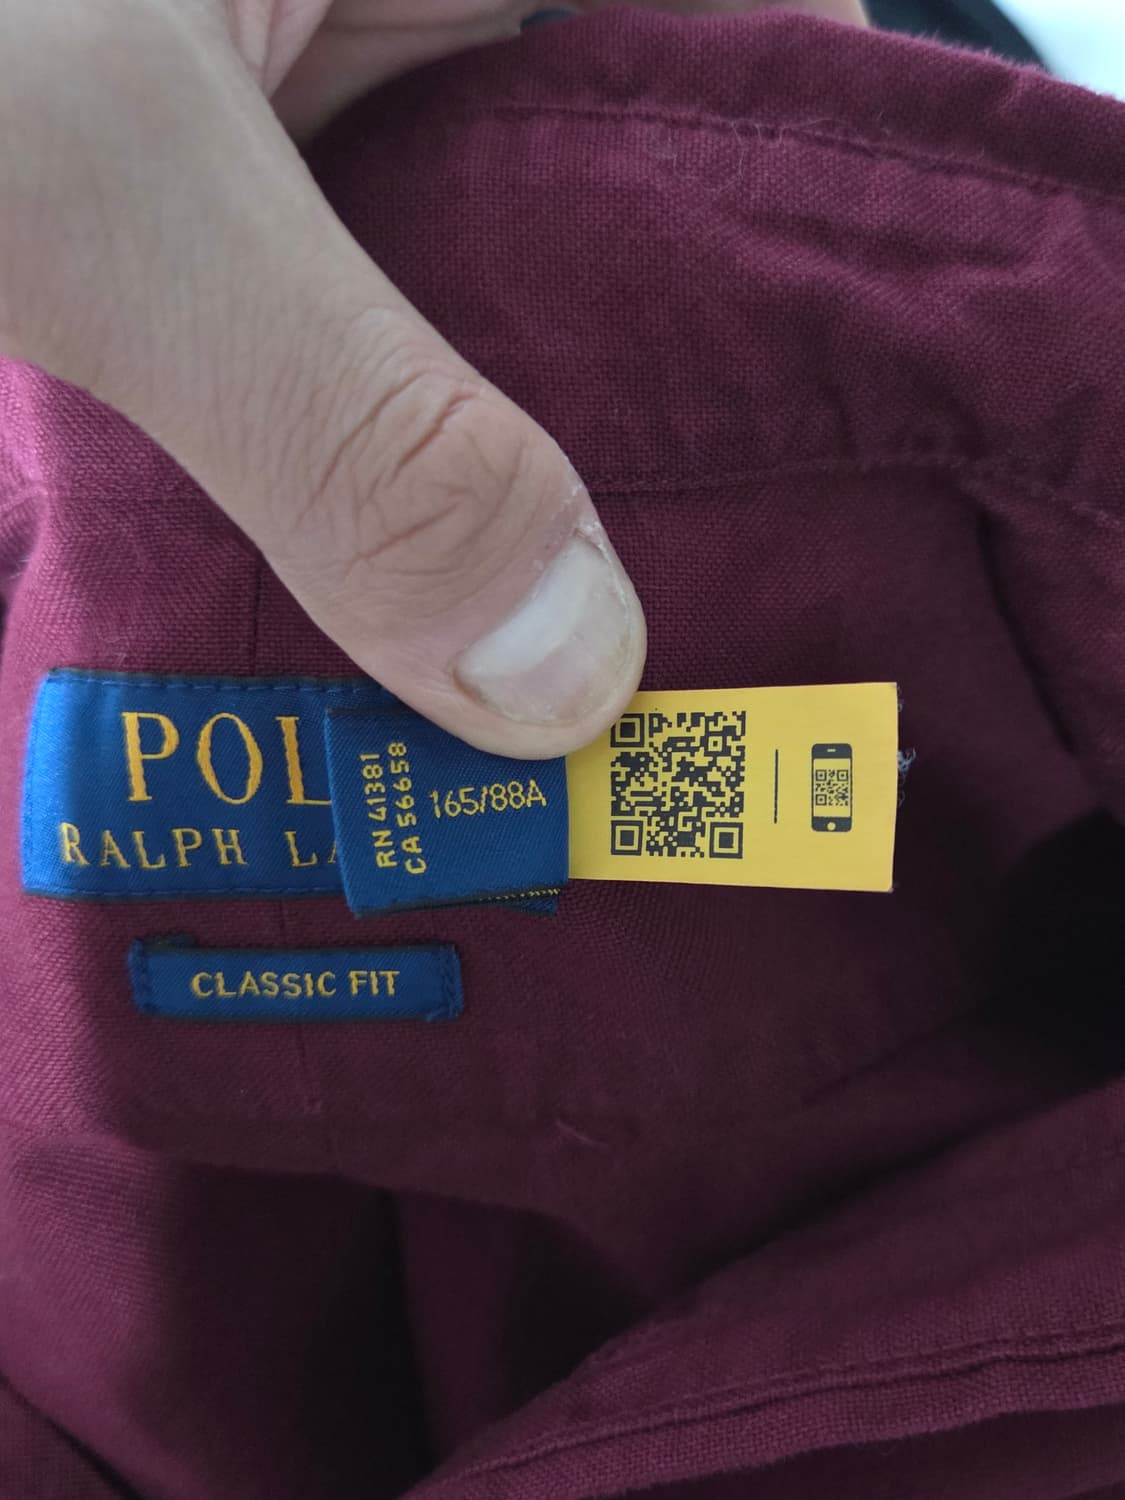 POL
RALPH LA
RN 41381
CA 56658
165/88A
CLASSIC FIT